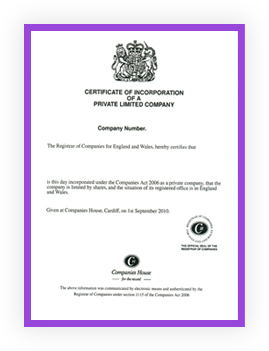 CERTIFICATE OF INCORPORATION
OF A
PRIVATE LIMITED COMPANY
Company Number.
The Registrar of Companies for England and Wales, hereby certifies that
is this day incorporated under the Companies Act 2006 as a private company, that the
company is limited by shares, and the situation of its registered office is in England
and Wales.
Given at Companies House, Cardiff, on 1st September 2010.
THE OFFICIAL SEAL OF THE
REGISTRAR OF COMPANIES
Companies House
for the record
The above information was communicated by electronic means and authenticated by the
Registrar of Companies under section 1115 of the Companies Act 2006